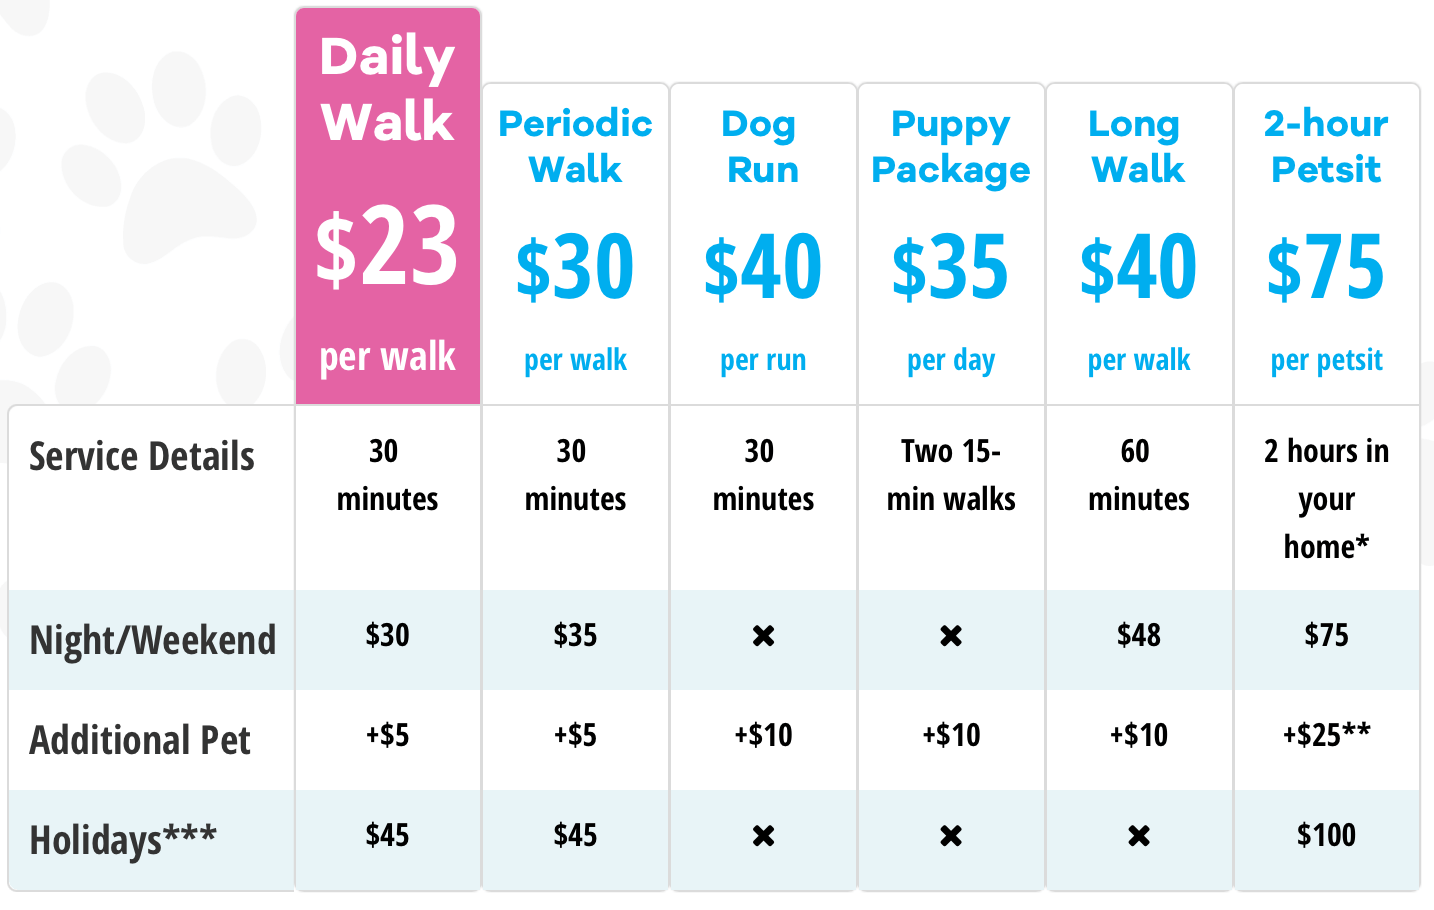 Daily
Walk
$23
per walk
Periodic
Walk
$30
per walk
Dog
Run
$40
per run
Puppy
Package
$35
per day
Long
Walk
$40
per walk
2-hour
Petsit
$75
per petsit
Service Details
30
minutes
30
minutes
30
minutes
Two 15-
min walks
60
minutes
2 hours in
your
home*
Night/Weekend
$30
$35
✖
✖
$48
$75
Additional Pet
+$5
+$5
+$10
+$10
+$10
+$25**
Holidays***
$45
$45
✖
✖
✖
$100